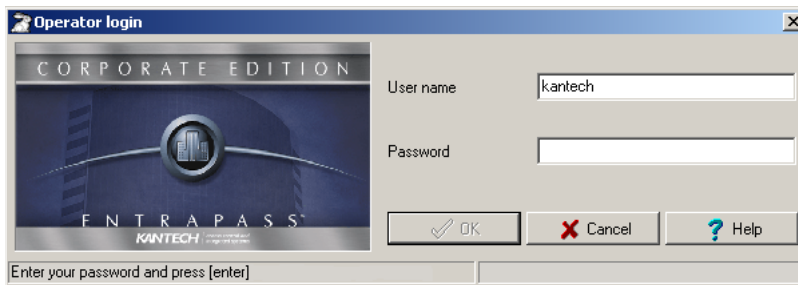 Operator login
CORPORATE EDITION
User name
kantech
Password
ENTRAPASS
KANTECH
OK
Cancel
Help
Enter your password and press [enter]